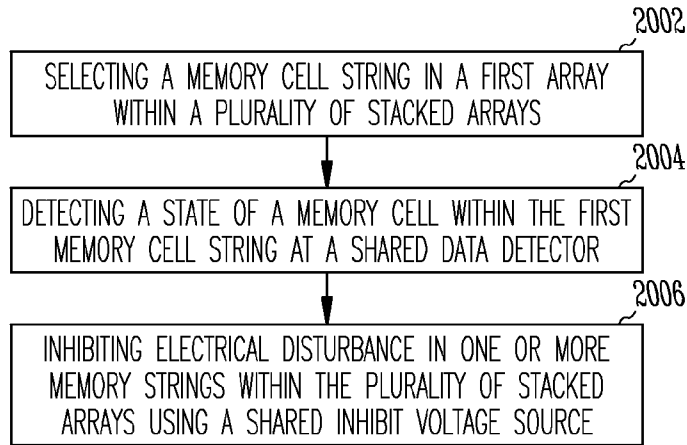 2002
SELECTING A MEMORY CELL STRING IN A FIRST ARRAY
WITHIN A PLURALITY OF STACKED ARRAYS
2004
DETECTING A STATE OF A MEMORY CELL WITHIN THE FIRST
MEMORY CELL STRING AT A SHARED DATA DETECTOR
2006
INHIBITING ELECTRICAL DISTURBANCE IN ONE OR MORE
MEMORY STRINGS WITHIN THE PLURALITY OF STACKED
ARRAYS USING A SHARED INHIBIT VOLTAGE SOURCE